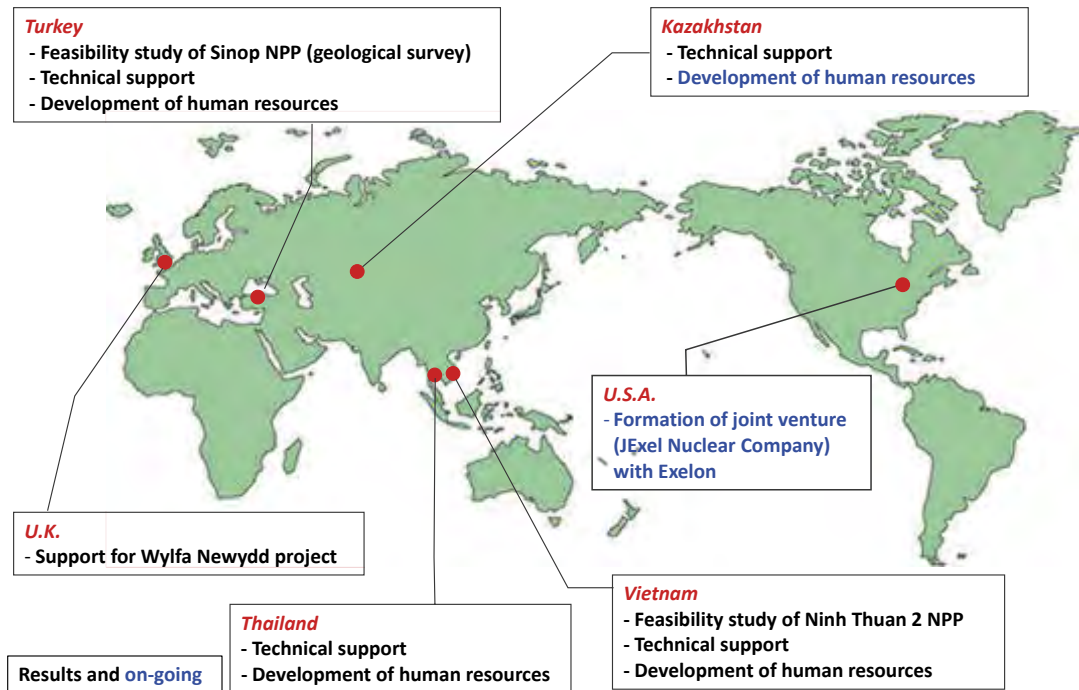 Turkey
- Feasibility study of Sinop NPP (geological survey)
- Technical support
- Development of human resources
Kazakhstan
- Technical support
- Development of human resources
U.S.A.
- Formation of joint venture
(JExel Nuclear Company)
with Exelon
U.K.
- Support for Wylfa Newydd project
Thailand
- Technical support
- Development of human resources
Vietnam
- Feasibility study of Ninh Thuan 2 NPP
- Technical support
- Development of human resources
Results and on-going